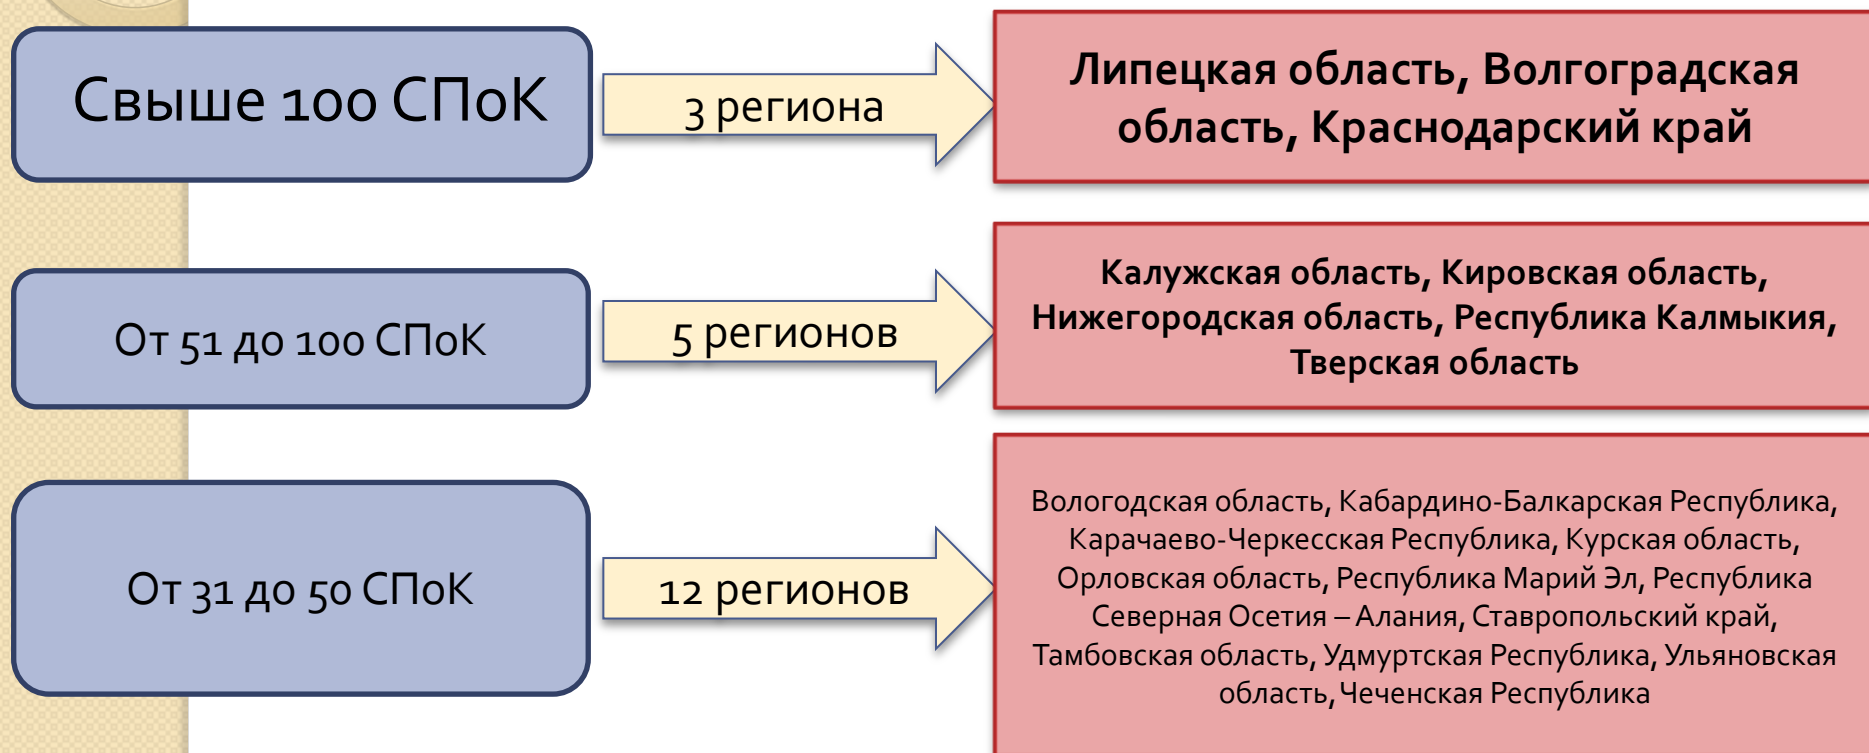 Свыше 100 СПоК
3 региона
Липецкая область, Волгоградская
область, Краснодарский край
От 51 до 100 СПоК
5 регионов
Калужская область, Кировская область,
Нижегородская область, Республика Калмыкия,
Тверская область
От 31 до 50 СПоК
12 регионов
Вологодская область, Кабардино-Балкарская Республика,
Карачаево-Черкесская Республика, Курская область,
Орловская область, Республика Марий Эл, Республика
Северная Осетия – Алания, Ставропольский край,
Тамбовская область, Удмуртская Республика, Ульяновская
область, Чеченская Республика